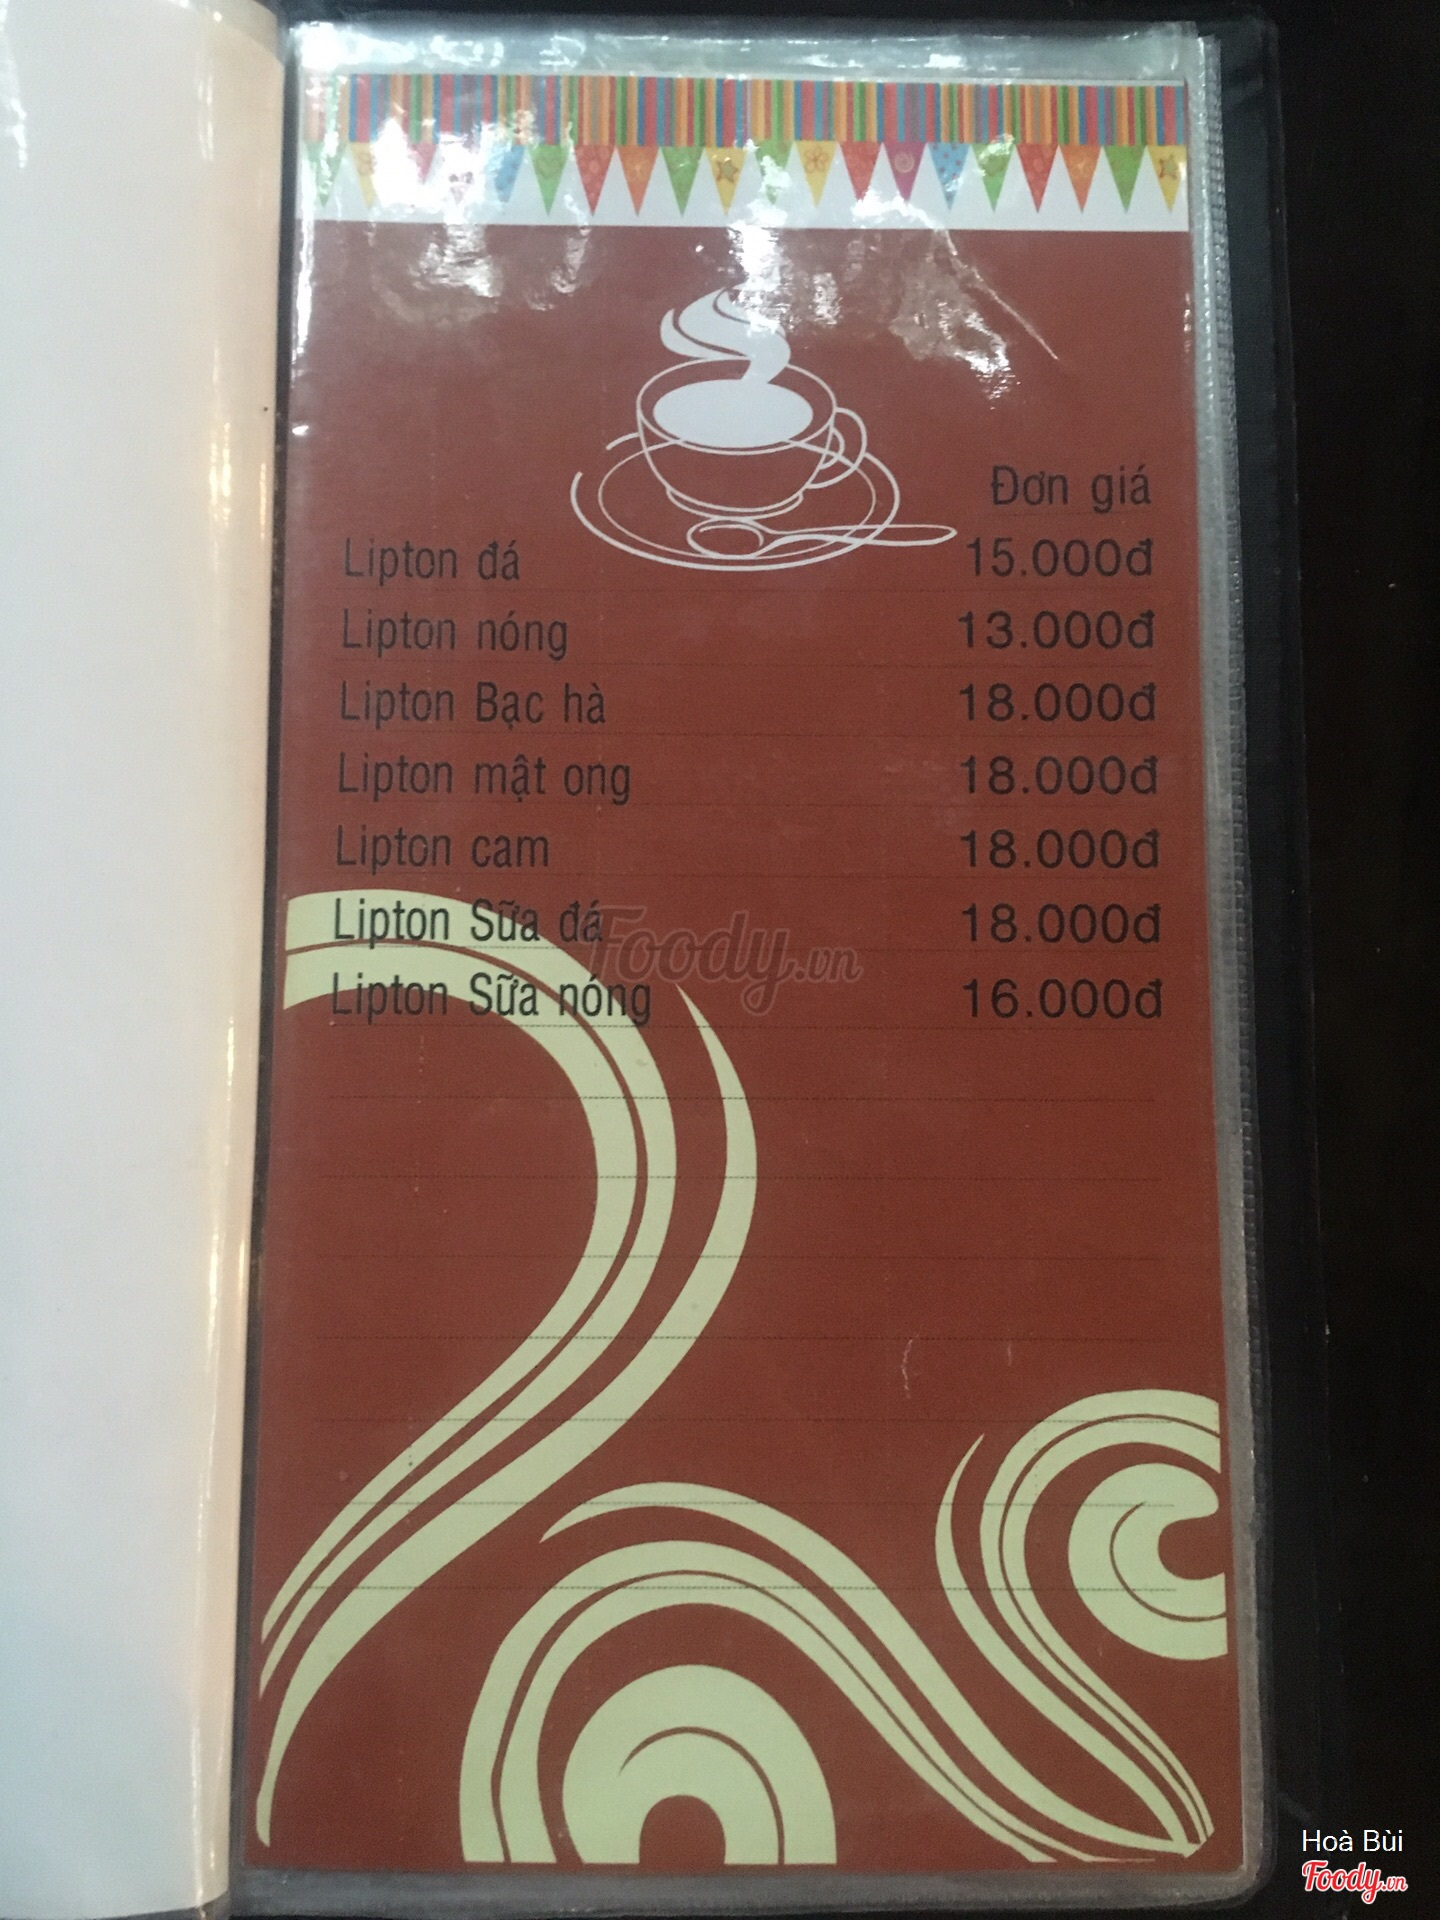 Đơn giá
Lipton đá 15.000đ
Lipton nóng 13.000đ
Lipton Bạc hà 18.000đ
Lipton mật ong 18.000đ
Lipton cam 18.000đ
Lipton Sữa đá 18.000đ
Foody.vn
Lipton Sữa nóng 16.000đ
Hoà Bùi
Foody.vn